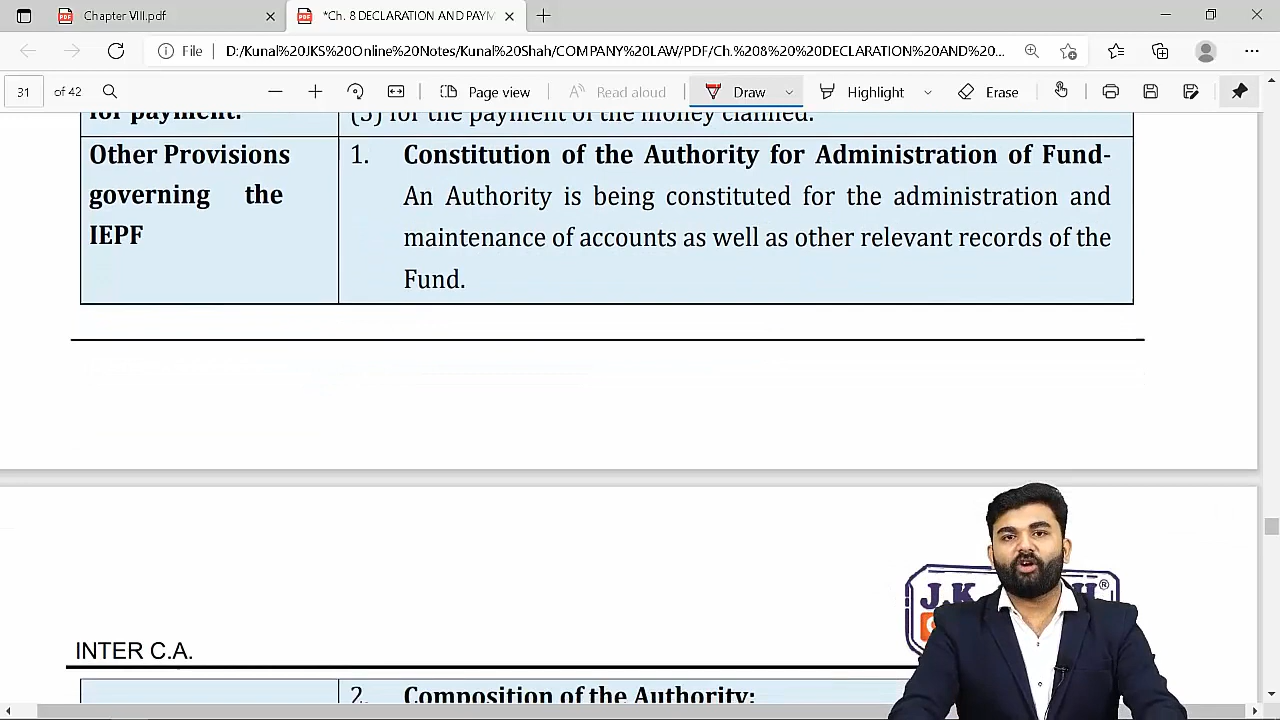 Chapter VIII.pdf
*Ch. 8 DECLARATION AND PAYM
File
D:/Kunal%20JKS%20Online%20Notes/Kunal%20Shah/COMPANY%20LAW/PDF/Ch.%208%20%20DECLARATION%20AND%20...
31 of 42
Page view
Read aloud
Draw
Highlight
Erase
for payment.
(3) for the payment of the money claimed.
Other Provisions
governing the
IEPF
1. Constitution of the Authority for Administration of Fund-
An Authority is being constituted for the administration and
maintenance of accounts as well as other relevant records of the
Fund.
J.K.
INTER C.A.
2. Composition of the Authority: